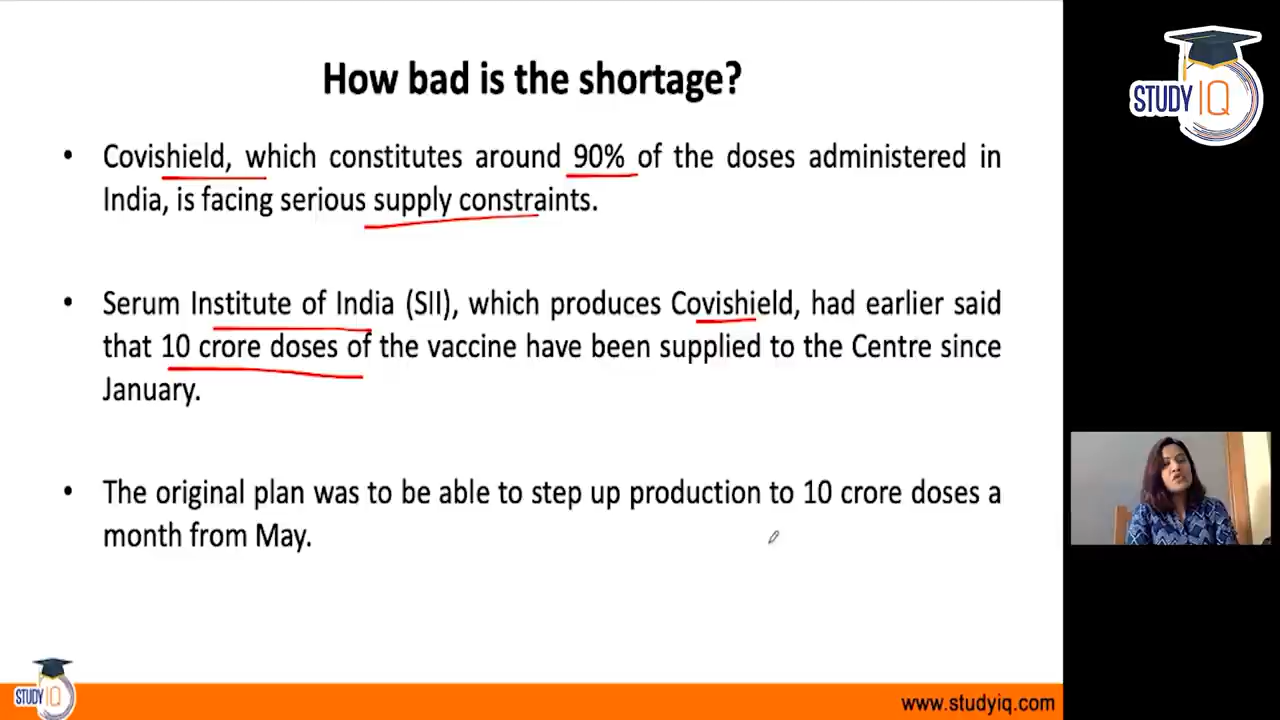 How bad is the shortage?
STUDY IQ
• Covishield, which constitutes around 90% of the doses administered in
India, is facing serious supply constraints.
• Serum Institute of India (SII), which produces Covishield, had earlier said
that 10 crore doses of the vaccine have been supplied to the Centre since
January.
• The original plan was to be able to step up production to 10 crore doses a
month from May.
STUDY IQ
www.studyiq.com